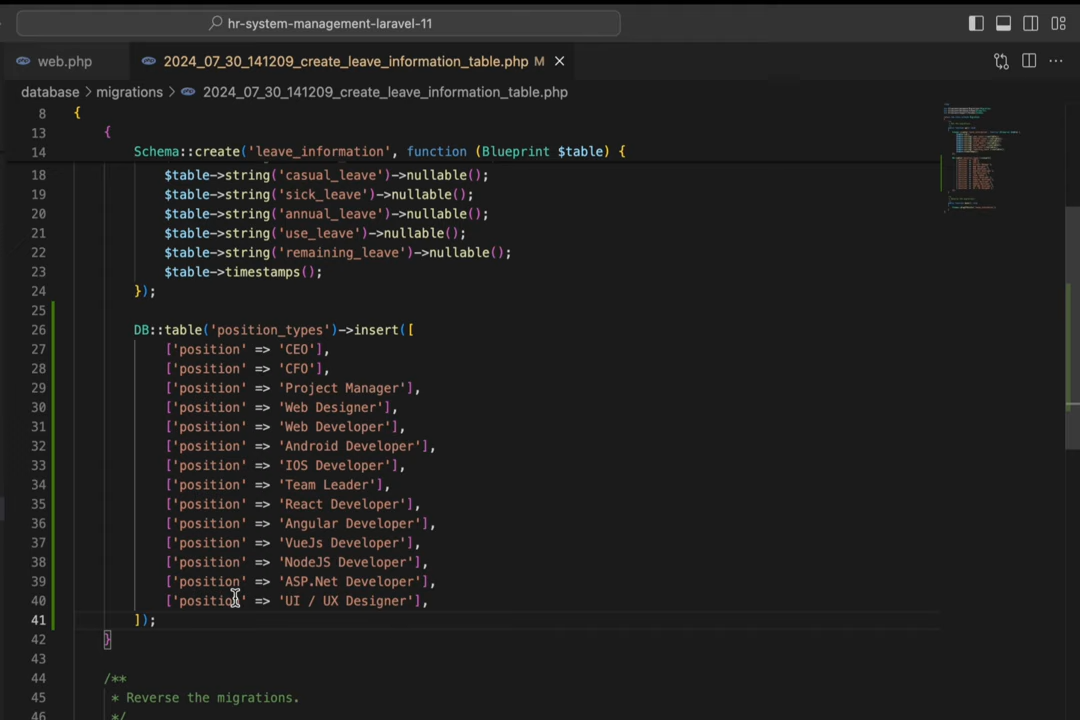 hr-system-management-laravel-11
web.php 2024_07_30_141209_create_leave_information_table.php M
database > migrations > 2024_07_30_141209_create_leave_information_table.php
8 {
13 {
14 Schema::create('leave_information', function (Blueprint $table) {
18 $table->string('casual_leave')->nullable();
19 $table->string('sick_leave')->nullable();
20 $table->string('annual_leave')->nullable();
21 $table->string('use_leave')->nullable();
22 $table->string('remaining_leave')->nullable();
23 $table->timestamps();
24 });
25
26 DB::table('position_types')->insert([
27 ['position' => 'CEO'],
28 ['position' => 'CFO'],
29 ['position' => 'Project Manager'],
30 ['position' => 'Web Designer'],
31 ['position' => 'Web Developer'],
32 ['position' => 'Android Developer'],
33 ['position' => 'IOS Developer'],
34 ['position' => 'Team Leader'],
35 ['position' => 'React Developer'],
36 ['position' => 'Angular Developer'],
37 ['position' => 'VueJs Developer'],
38 ['position' => 'NodeJS Developer'],
39 ['position' => 'ASP.Net Developer'],
40 ['position' => 'UI / UX Designer'],
41 ]);
42 }
43
44 /**
45 * Reverse the migrations.
46 */